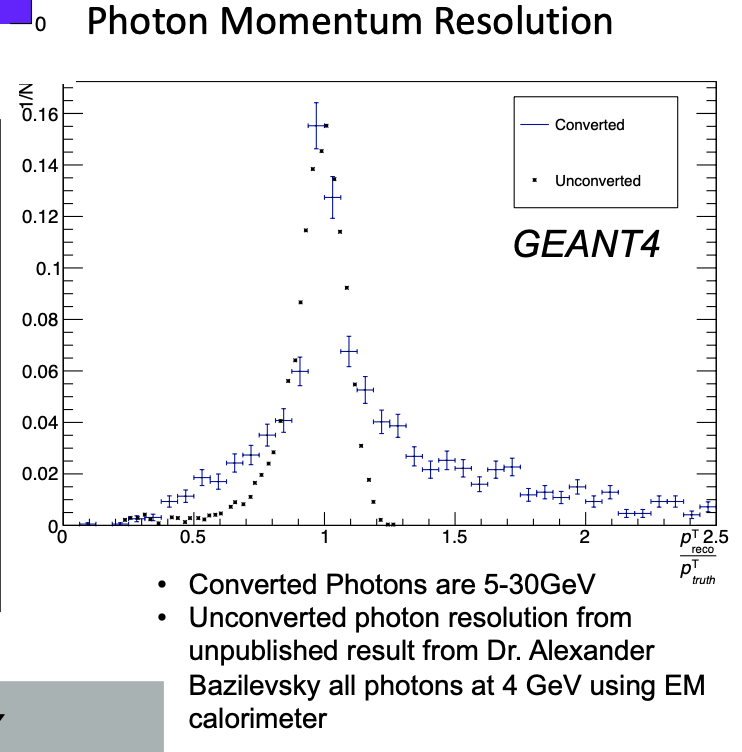 0
Photon Momentum Resolution
1/N
0.16
0.14
0.12
0.1
0.08
0.06
0.04
0.02
0
Converted
Unconverted
GEANT4
0 0.5 1 1.5 2 2.5
p^T_reco
p^T_truth
• Converted Photons are 5-30GeV
• Unconverted photon resolution from
unpublished result from Dr. Alexander
Bazilevsky all photons at 4 GeV using EM
calorimeter